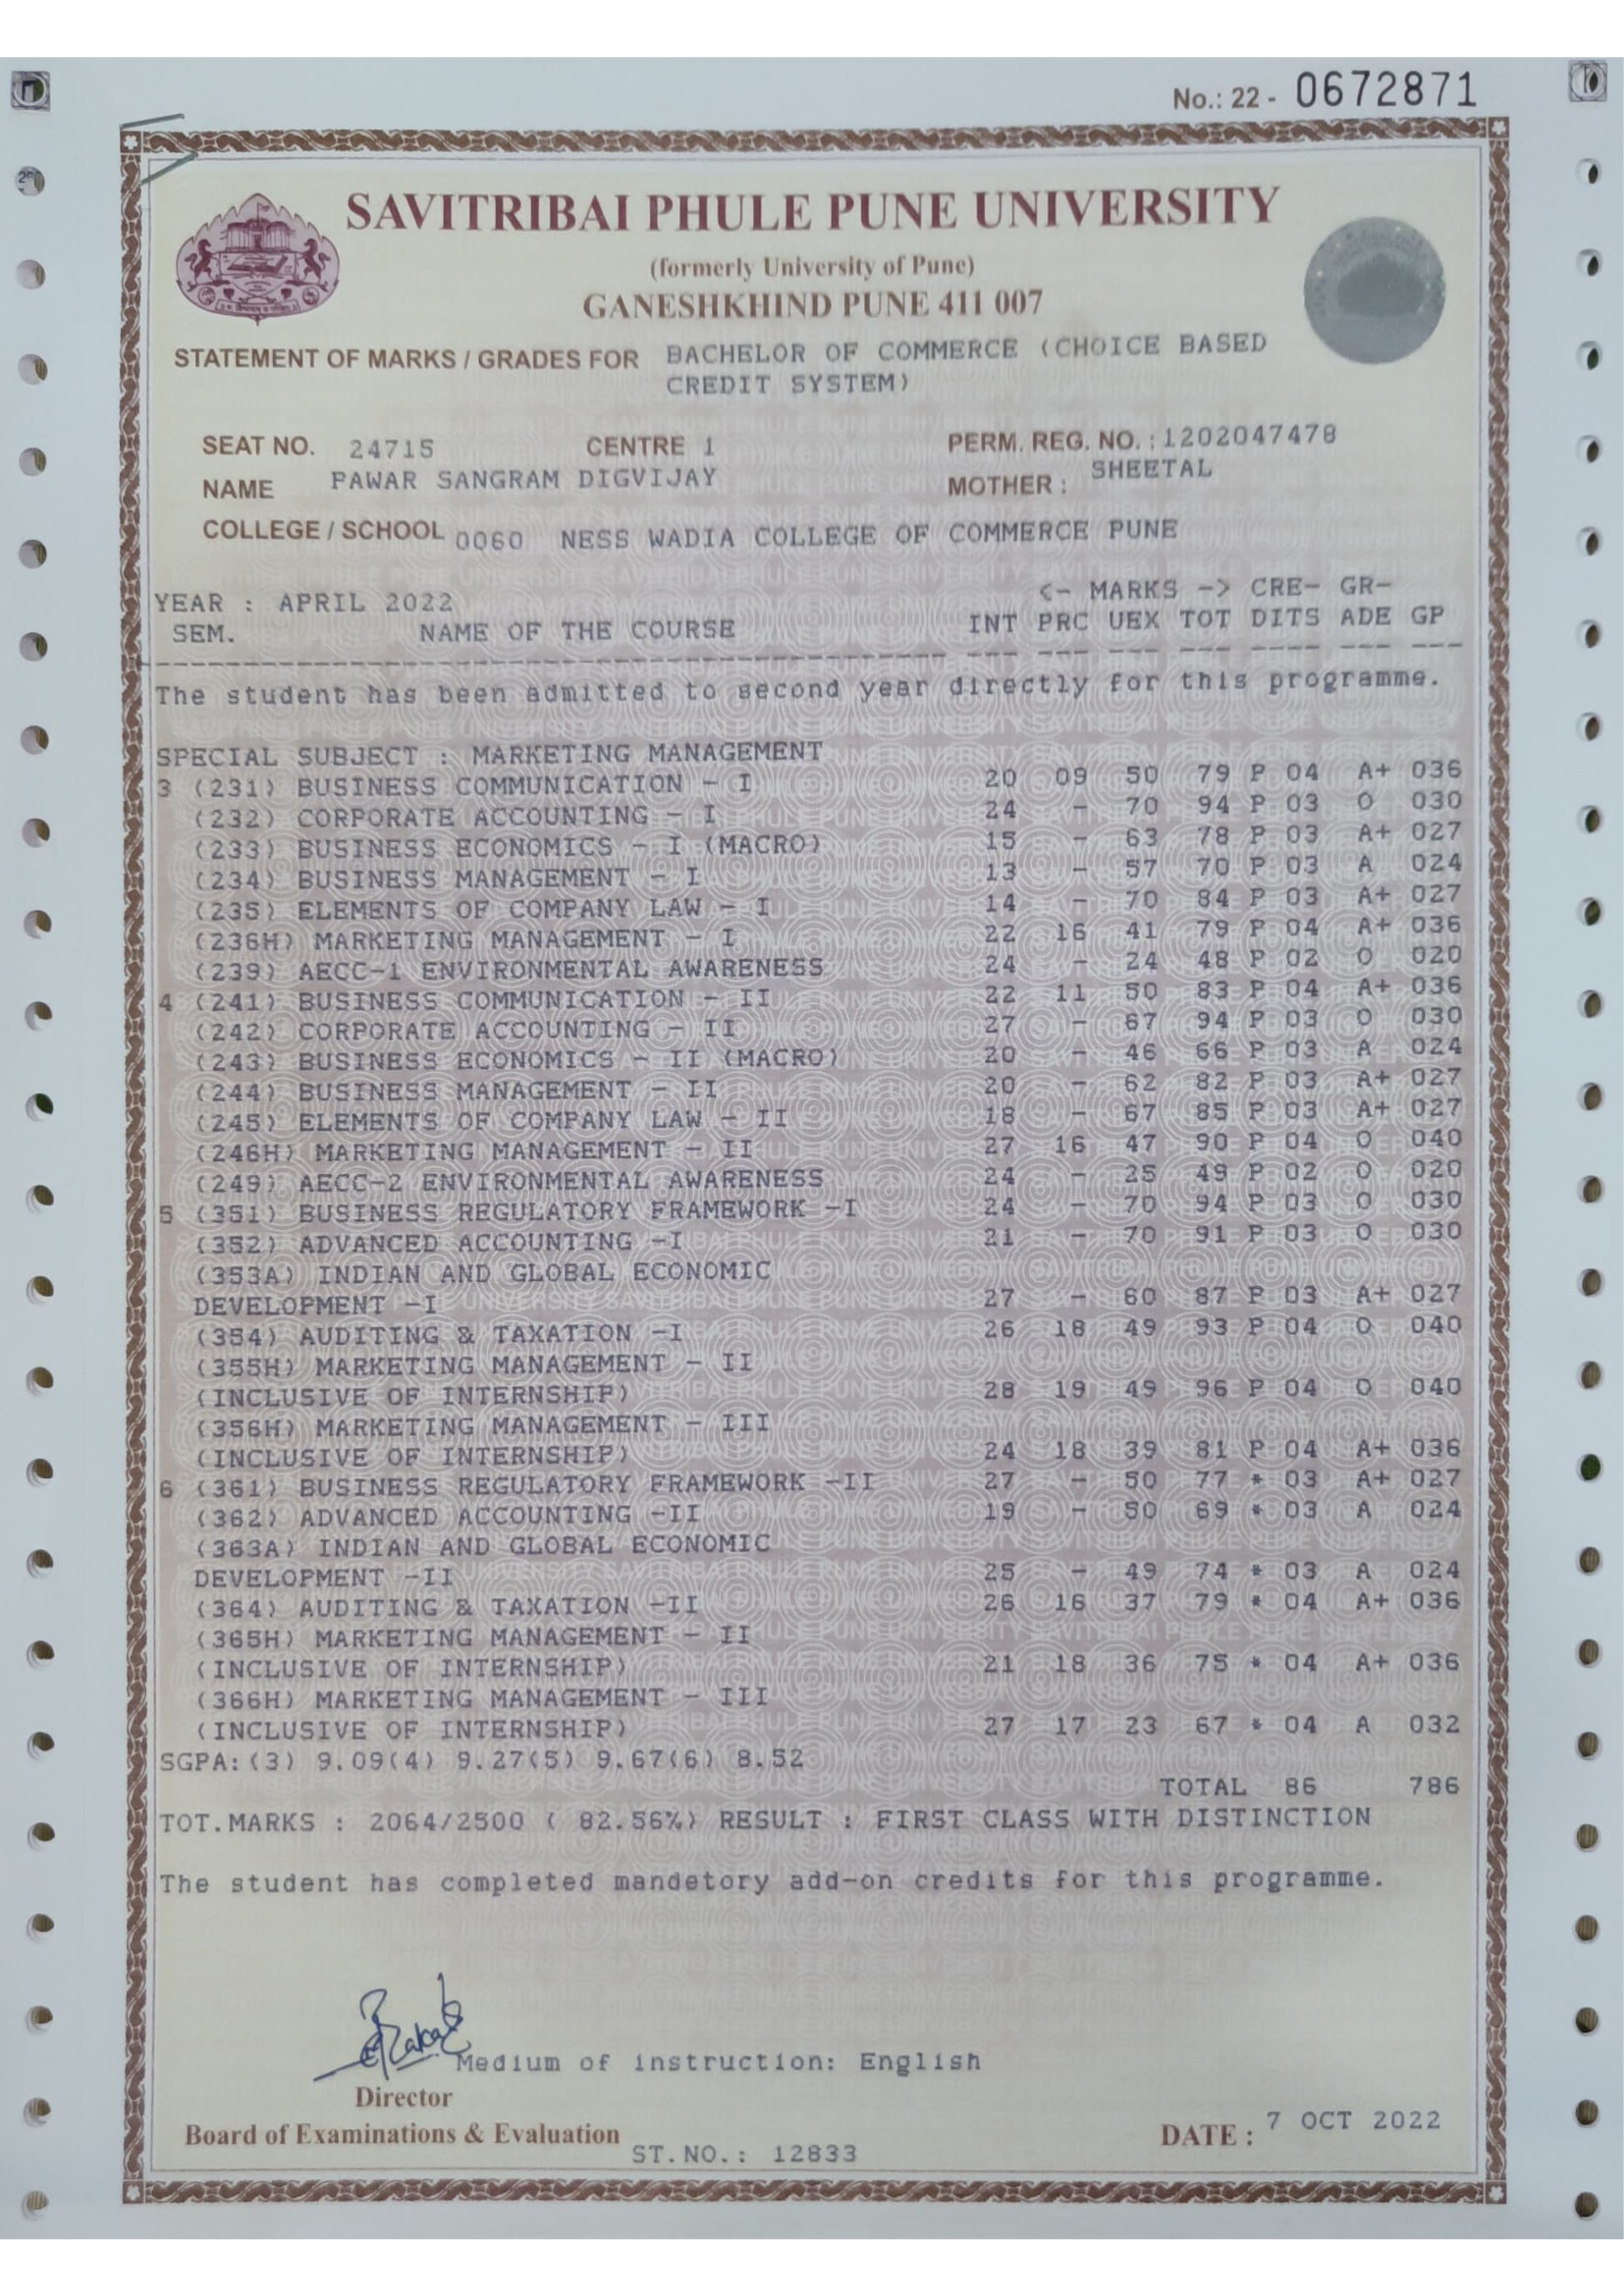 No.: 22 - 0672871
SAVITRIBAI PHULE PUNE UNIVERSITY
(formerly University of Pune)
GANESHKHIND PUNE 411 007
STATEMENT OF MARKS / GRADES FOR BACHELOR OF COMMERCE (CHOICE BASED
CREDIT SYSTEM)
SEAT NO. 24715 CENTRE 1 PERM. REG. NO. : 1202047478
NAME PAWAR SANGRAM DIGVIJAY MOTHER : SHEETAL
COLLEGE / SCHOOL 0060 NESS WADIA COLLEGE OF COMMERCE PUNE
<- MARKS -> CRE- GR-
YEAR : APRIL 2022
SEM. NAME OF THE COURSE INT PRC UEX TOT DITS ADE GP
The student has been admitted to second year directly for this programme.
SPECIAL SUBJECT : MARKETING MANAGEMENT
3 (231) BUSINESS COMMUNICATION - I 20 09 50 79 P 04 A+ 036
(232) CORPORATE ACCOUNTING - I 24 - 70 94 P 03 O 030
(233) BUSINESS ECONOMICS - I (MACRO) 15 - 63 78 P 03 A+ 027
(234) BUSINESS MANAGEMENT - I 13 - 57 70 P 03 A 024
(235) ELEMENTS OF COMPANY LAW - I 14 - 70 84 P 03 A+ 027
(236H) MARKETING MANAGEMENT - I 22 16 41 79 P 04 A+ 036
(239) AECC-1 ENVIRONMENTAL AWARENESS 24 - 24 48 P 02 O 020
4 (241) BUSINESS COMMUNICATION - II 22 11 50 83 P 04 A+ 036
(242) CORPORATE ACCOUNTING - II 27 - 67 94 P 03 O 030
(243) BUSINESS ECONOMICS - II (MACRO) 20 - 46 66 P 03 A 024
(244) BUSINESS MANAGEMENT - II 20 - 62 82 P 03 A+ 027
(245) ELEMENTS OF COMPANY LAW - II 18 - 67 85 P 03 A+ 027
(246H) MARKETING MANAGEMENT - II 27 16 47 90 P 04 O 040
(249) AECC-2 ENVIRONMENTAL AWARENESS 24 - 25 49 P 02 O 020
5 (351) BUSINESS REGULATORY FRAMEWORK -I 24 - 70 94 P 03 O 030
(352) ADVANCED ACCOUNTING -I 21 - 70 91 P 03 O 030
(353A) INDIAN AND GLOBAL ECONOMIC
DEVELOPMENT -I 27 - 60 87 P 03 A+ 027
(354) AUDITING & TAXATION -I 26 18 49 93 P 04 O 040
(355H) MARKETING MANAGEMENT - II
(INCLUSIVE OF INTERNSHIP) 28 19 49 96 P 04 O 040
(356H) MARKETING MANAGEMENT - III
(INCLUSIVE OF INTERNSHIP) 24 18 39 81 P 04 A+ 036
6 (361) BUSINESS REGULATORY FRAMEWORK -II 27 - 50 77 * 03 A+ 027
(362) ADVANCED ACCOUNTING -II 19 - 50 69 * 03 A 024
(363A) INDIAN AND GLOBAL ECONOMIC
DEVELOPMENT -II 25 - 49 74 * 03 A 024
(364) AUDITING & TAXATION -II 26 16 37 79 * 04 A+ 036
(365H) MARKETING MANAGEMENT - II
(INCLUSIVE OF INTERNSHIP) 21 18 36 75 * 04 A+ 036
(366H) MARKETING MANAGEMENT - III
(INCLUSIVE OF INTERNSHIP) 27 17 23 67 * 04 A 032
SGPA:(3) 9.09(4) 9.27(5) 9.67(6) 8.52
TOTAL 86 786
TOT.MARKS : 2064/2500 ( 82.56%) RESULT : FIRST CLASS WITH DISTINCTION
The student has completed mandetory add-on credits for this programme.
Medium of instruction: English
Director
Board of Examinations & Evaluation
ST.NO.: 12833
DATE : 7 OCT 2022